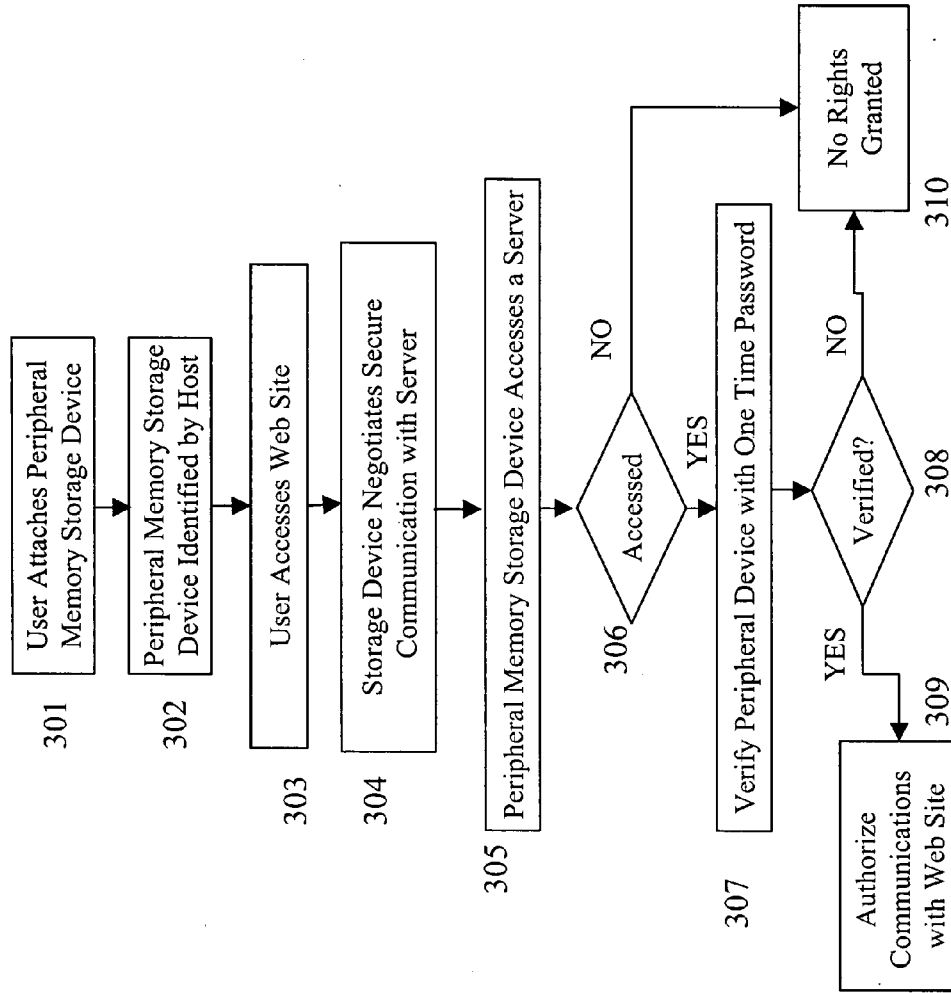 301
User Attaches Peripheral
Memory Storage Device
302
Peripheral Memory Storage
Device Identified by Host
303
User Accesses Web Site
304
Storage Device Negotiates Secure
Communication with Server
305
Peripheral Memory Storage Device Accesses a Server
306
Accessed
NO
YES
307
Verify Peripheral Device with One Time Password
Verified?
308
YES
NO
309
Authorize
Communications
with Web Site
No Rights
Granted
310